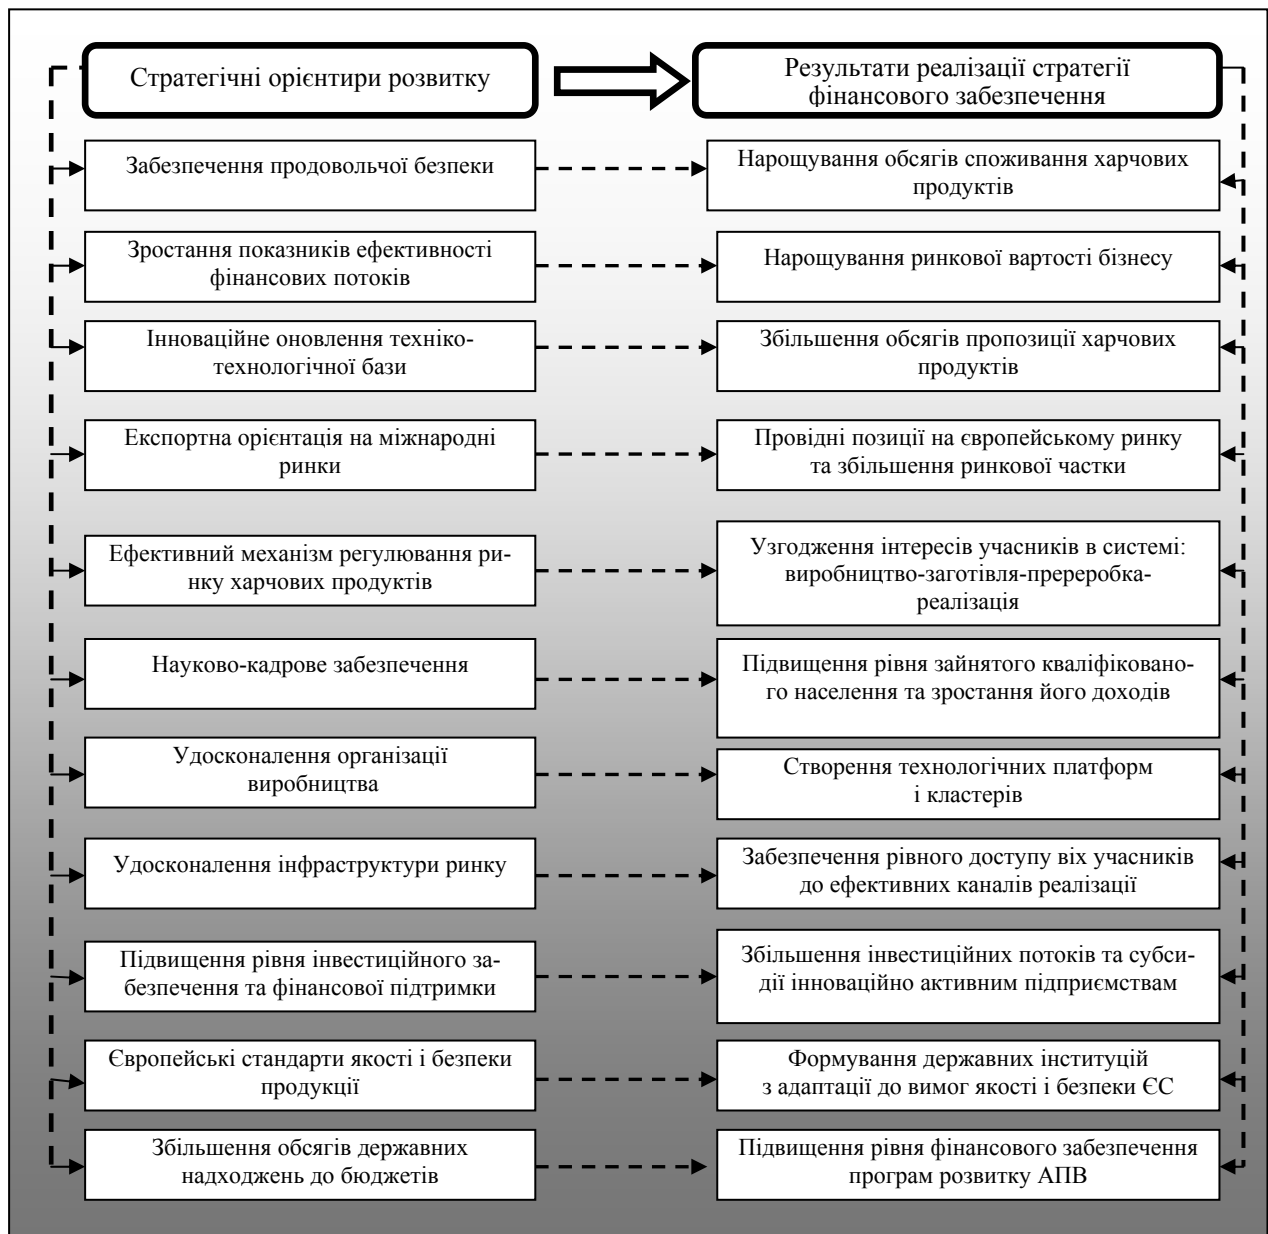 Стратегічні орієнтири розвитку
Результати реалізації стратегії
фінансового забезпечення
Забезпечення продовольчої безпеки
Нарощування обсягів споживання харчових
продуктів
Зростання показників ефективності
фінансових потоків
Нарощування ринкової вартості бізнесу
Інноваційне оновлення техніко-
технологічної бази
Збільшення обсягів пропозиції харчових
продуктів
Експортна орієнтація на міжнародні
ринки
Провідні позиції на європейському ринку
та збільшення ринкової частки
Ефективний механізм регулювання ри-
нку харчових продуктів
Узгодження інтересів учасників в системі:
виробництво-заготівля-пререробка-
реалізація
Науково-кадрове забезпечення
Підвищення рівня зайнятого кваліфіковано-
го населення та зростання його доходів
Удосконалення організації
виробництва
Створення технологічних платформ
і кластерів
Удосконалення інфраструктури ринку
Забезпечення рівного доступу віх учасників
до ефективних каналів реалізації
Підвищення рівня інвестиційного за-
безпечення та фінансової підтримки
Збільшення інвестиційних потоків та субси-
дії інноваційно активним підприємствам
Європейські стандарти якості і безпеки
продукції
Формування державних інституцій
з адаптації до вимог якості і безпеки ЄС
Збільшення обсягів державних
надходжень до бюджетів
Підвищення рівня фінансового забезпечення
програм розвитку АПВ